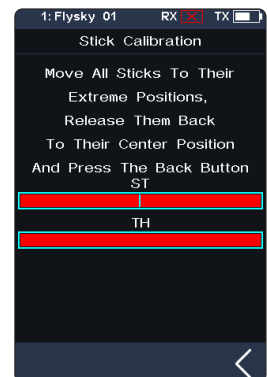 1: Flysky 01 RX TX
Stick Calibration
Move All Sticks To Their
Extreme Positions,
Release Them Back
To Their Center Position
And Press The Back Button
ST
TH